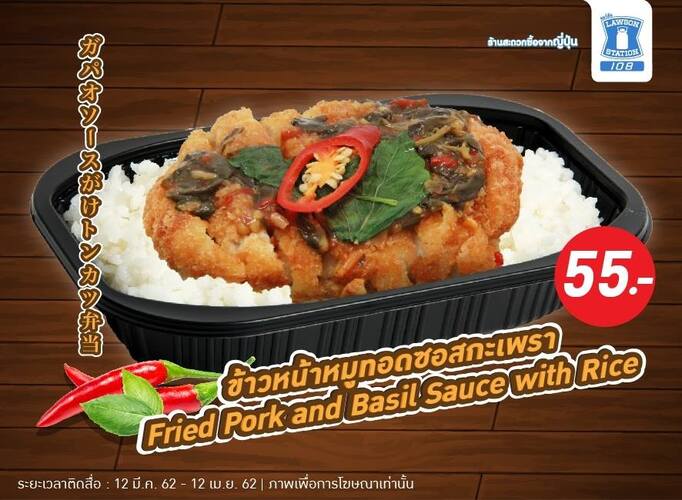 ร้านสะดวกซื้อจากญี่ปุ่น
LAWSON
STATION
108
ガパオソースがけトンカツ弁当
55.-
ข้าวหน้าหมูทอดซอสกะเพรา
Fried Pork and Basil Sauce with Rice
ระยะเวลาติดสื่อ : 12 มี.ค. 62 - 12 เม.ย. 62 | ภาพเพื่อการโฆษณาเท่านั้น